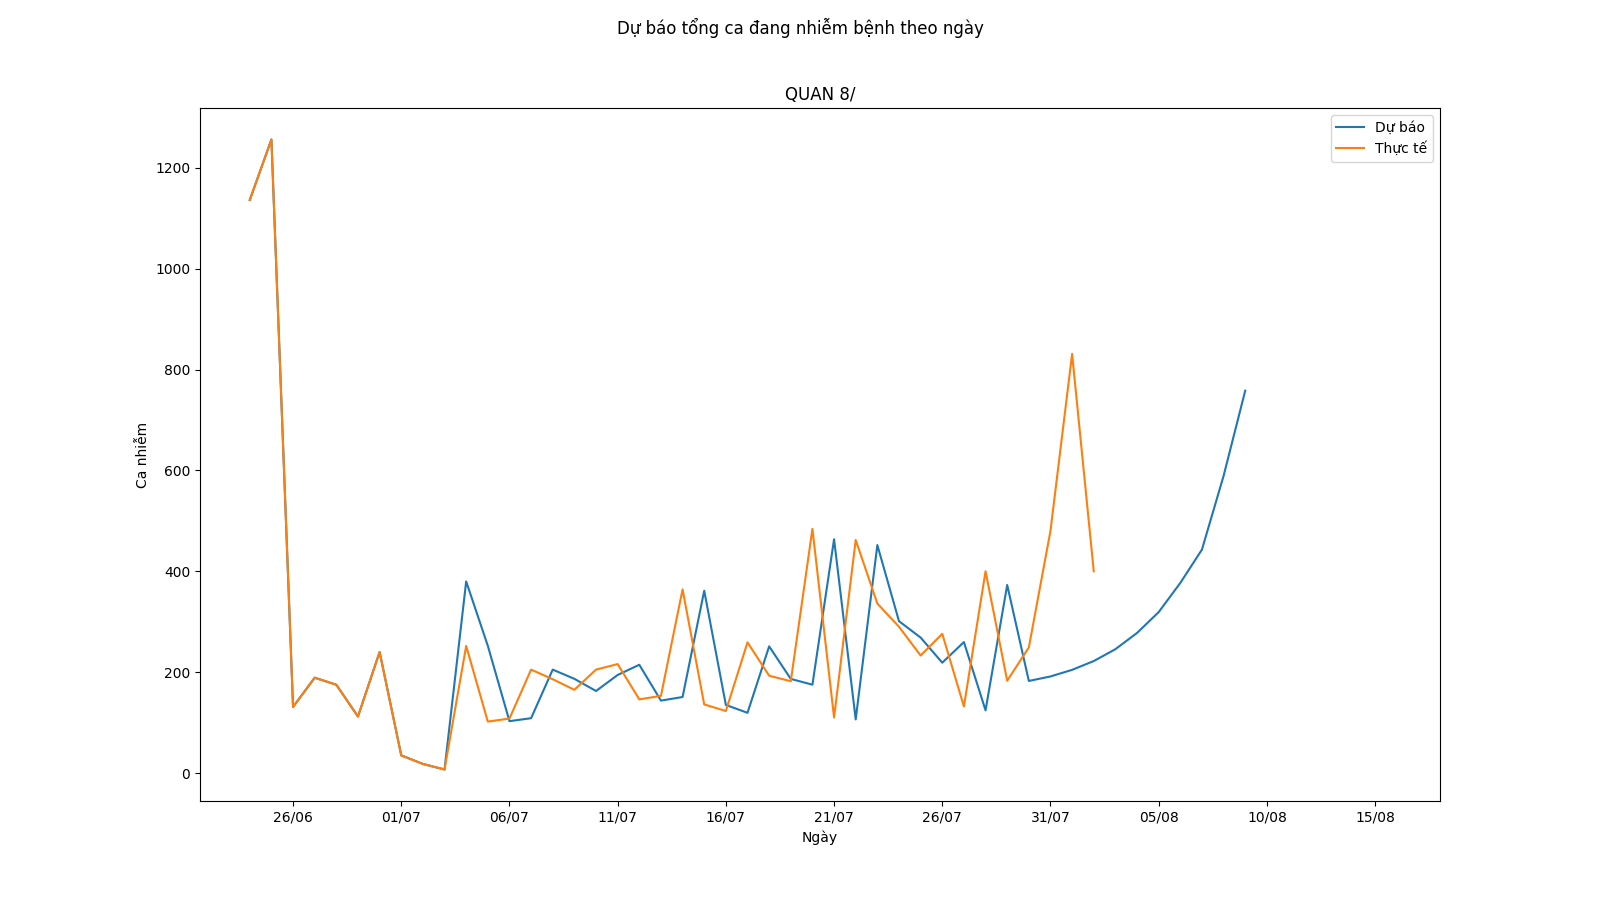 Dự báo tổng ca đang nhiễm bệnh theo ngày
QUAN 8/
Dự báo
Thực tế
1200
1000
800
600
400
200
0
Ca nhiễm
26/06 01/07 06/07 11/07 16/07 21/07 26/07 31/07 05/08 10/08 15/08
Ngày